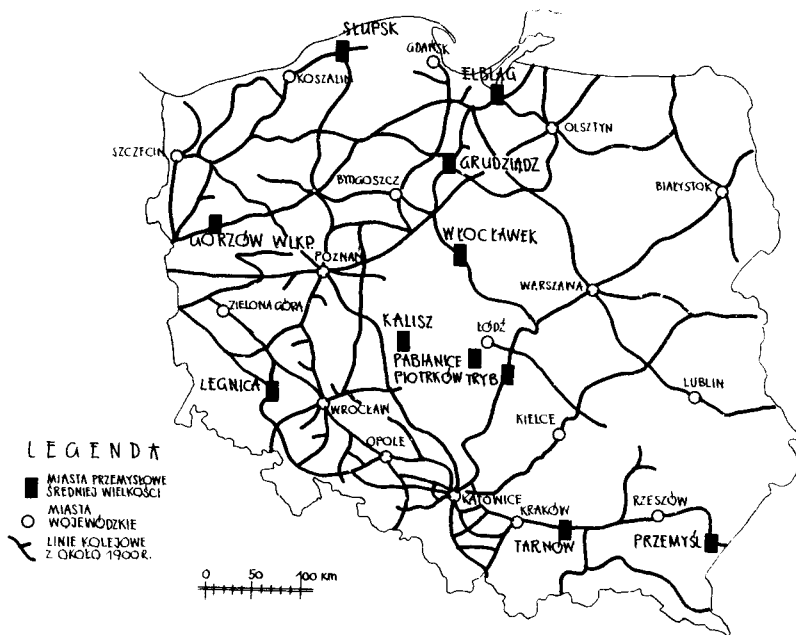 SŁUPSK
GDAŃSK
KOSZALIN
ELBLĄG
SZCZECIN
OLSZTYN
GRUDZIĄDZ
BYDGOSZCZ
BIAŁYSTOK
GORZÓW WLKP.
WŁOCŁAWEK
POZNAŃ
WARSZAWA
ZIELONA GÓRA
KALISZ
ŁÓDŹ
PABIANICE
PIOTRKÓW TRYB
LEGNICA
LUBLIN
WROCŁAW
KIELCE
OPOLE
KATOWICE
KRAKÓW
RZESZÓW
TARNÓW
PRZEMYŚL
LEGENDA
MIASTA PRZEMYSŁOWE
ŚREDNIEJ WIELKOŚCI
MIASTA
WOJEWÓDZKIE
LINIE KOLEJOWE
Z OKOŁO 1900 R.
0 50 100 KM